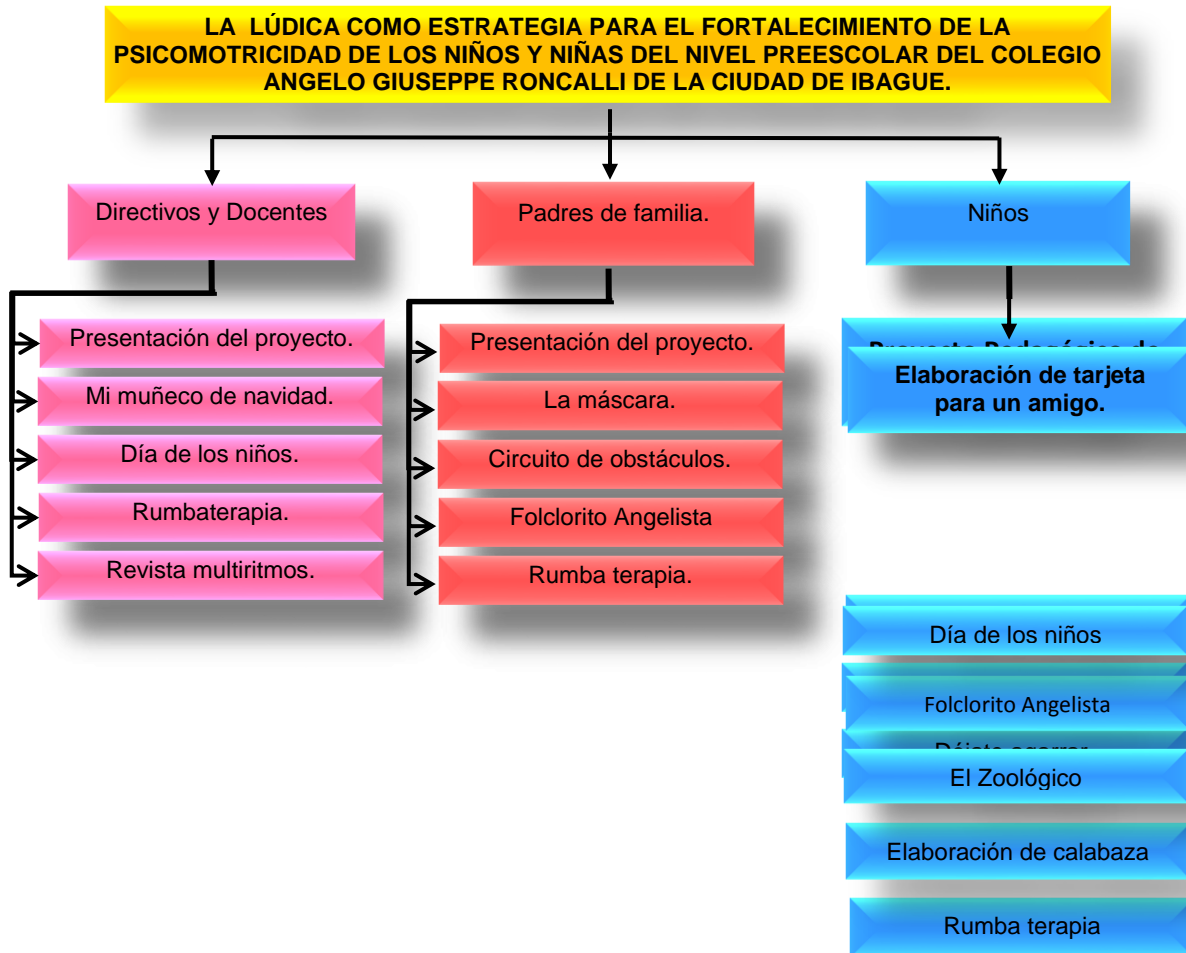 LA LÚDICA COMO ESTRATEGIA PARA EL FORTALECIMIENTO DE LA
PSICOMOTRICIDAD DE LOS NIÑOS Y NIÑAS DEL NIVEL PREESCOLAR DEL COLEGIO
ANGELO GIUSEPPE RONCALLI DE LA CIUDAD DE IBAGUE.
Directivos y Docentes
Presentación del proyecto.
Mi muñeco de navidad.
Día de los niños.
Rumbaterapia.
Revista multiritmos.
Padres de familia.
Presentación del proyecto.
La máscara.
Circuito de obstáculos.
Folclorito Angelista
Rumba terapia.
Niños
Proyecto Pedagógico de
Elaboración de tarjeta
para un amigo.
Día de los niños
Folclorito Angelista
El Zoológico
Elaboración de calabaza
Rumba terapia